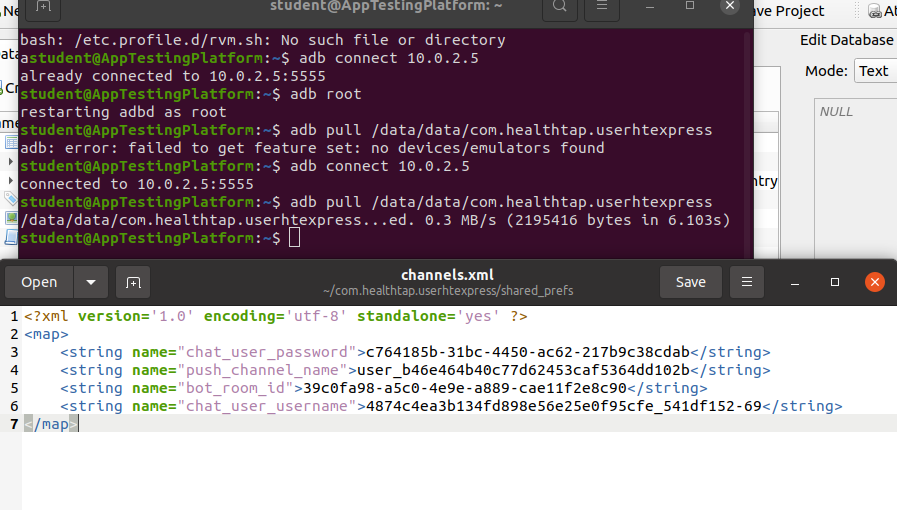 student@AppTestingPlatform: ~
ve Project
bash: /etc.profile.d/rvm.sh: No such file or directory
Edit Database
astudent@AppTestingPlatform:~$ adb connect 10.0.2.5
already connected to 10.0.2.5:5555
Mode: Text
student@AppTestingPlatform:~$ adb root
restarting adbd as root
NULL
student@AppTestingPlatform:~$ adb pull /data/data/com.healthtap.userhtexpress
adb: error: failed to get feature set: no devices/emulators found
student@AppTestingPlatform:~$ adb connect 10.0.2.5
connected to 10.0.2.5:5555
ntry
student@AppTestingPlatform:~$ adb pull /data/data/com.healthtap.userhtexpress
/data/data/com.healthtap.userhtexpress...ed. 0.3 MB/s (2195416 bytes in 6.103s)
student@AppTestingPlatform:~$
Open
channels.xml
~/com.healthtap.userhtexpress/shared_prefs
Save
1 <?xml version='1.0' encoding='utf-8' standalone='yes' ?>
2 <map>
3     <string name="chat_user_password">c764185b-31bc-4450-ac62-217b9c38cdab</string>
4     <string name="push_channel_name">user_b46e464b40c77d62453caf5364dd102b</string>
5     <string name="bot_room_id">39c0fa98-a5c0-4e9e-a889-cae11f2e8c90</string>
6     <string name="chat_user_username">4874c4ea3b134fd898e56e25e0f95cfe_541df152-69</string>
7 </map>